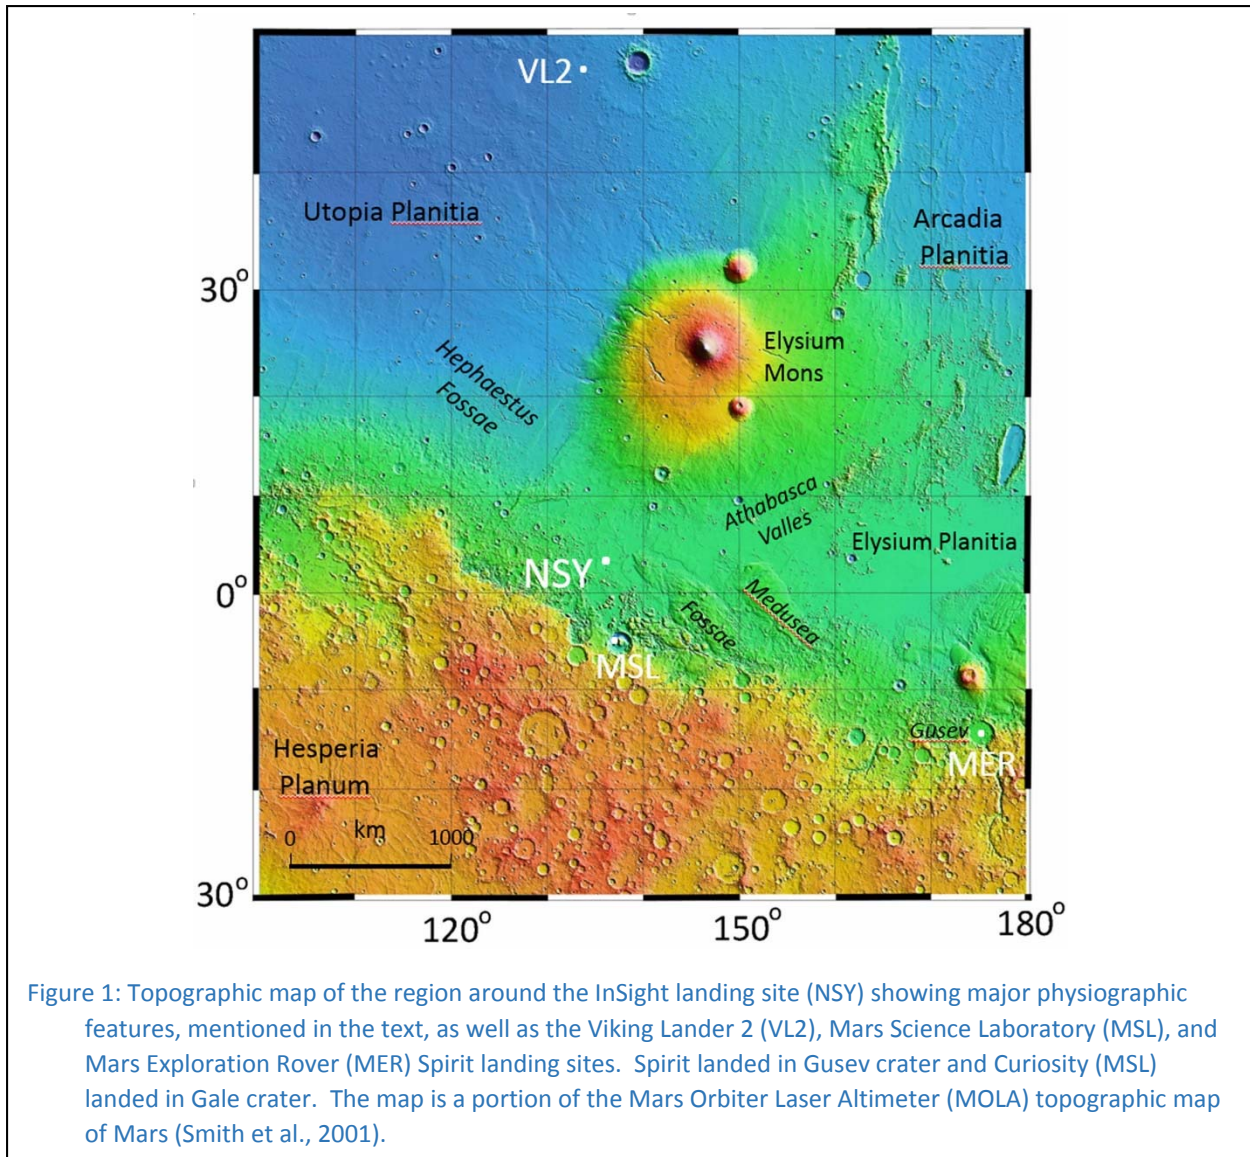 VL2
Utopia Planitia
Arcadia
Planitia
30°
Elysium
Mons
Hephaestus
Fossae
Athabasca
Valles
Elysium Planitia
NSY
0°
Medusea
Fossae
MSL
Gusev
MER
Hesperia
Planum
0 km 1000
30°
120° 150° 180°
Figure 1: Topographic map of the region around the InSight landing site (NSY) showing major physiographic
features, mentioned in the text, as well as the Viking Lander 2 (VL2), Mars Science Laboratory (MSL), and
Mars Exploration Rover (MER) Spirit landing sites. Spirit landed in Gusev crater and Curiosity (MSL)
landed in Gale crater. The map is a portion of the Mars Orbiter Laser Altimeter (MOLA) topographic map
of Mars (Smith et al., 2001).